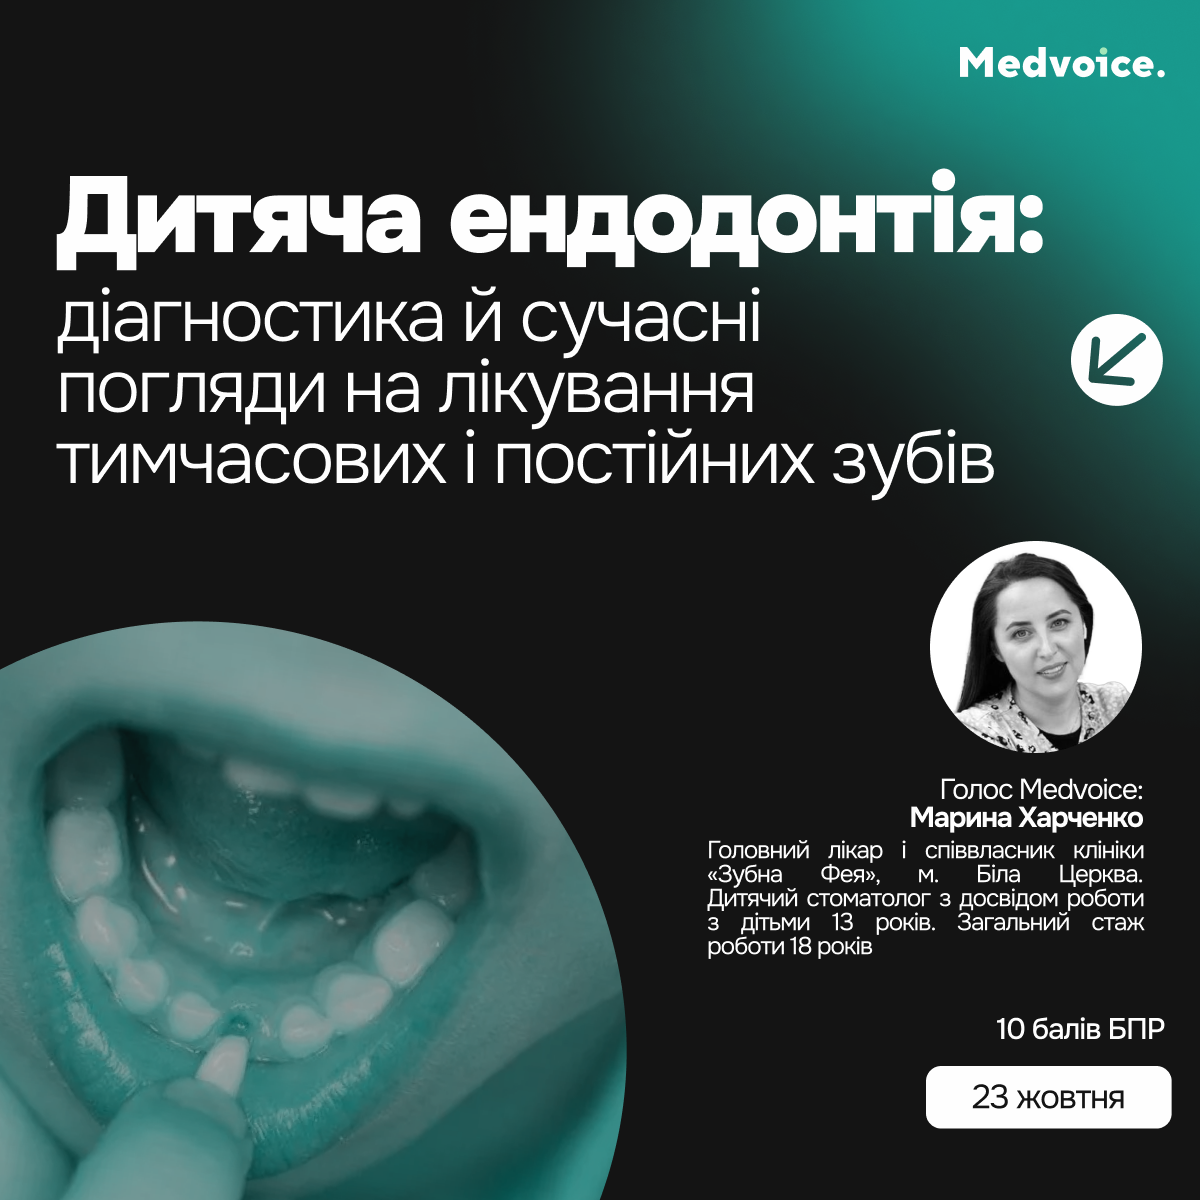 Medvoice.
Дитяча ендодонтія:
діагностика й сучасні
погляди на лікування
тимчасових і постійних зубів
Голос Medvoice:
Марина Харченко
Головний лікар і співвласник клініки
«Зубна Фея», м. Біла Церква.
Дитячий стоматолог з досвідом роботи
з дітьми 13 років. Загальний стаж
роботи 18 років
10 балів БПР
23 жовтня